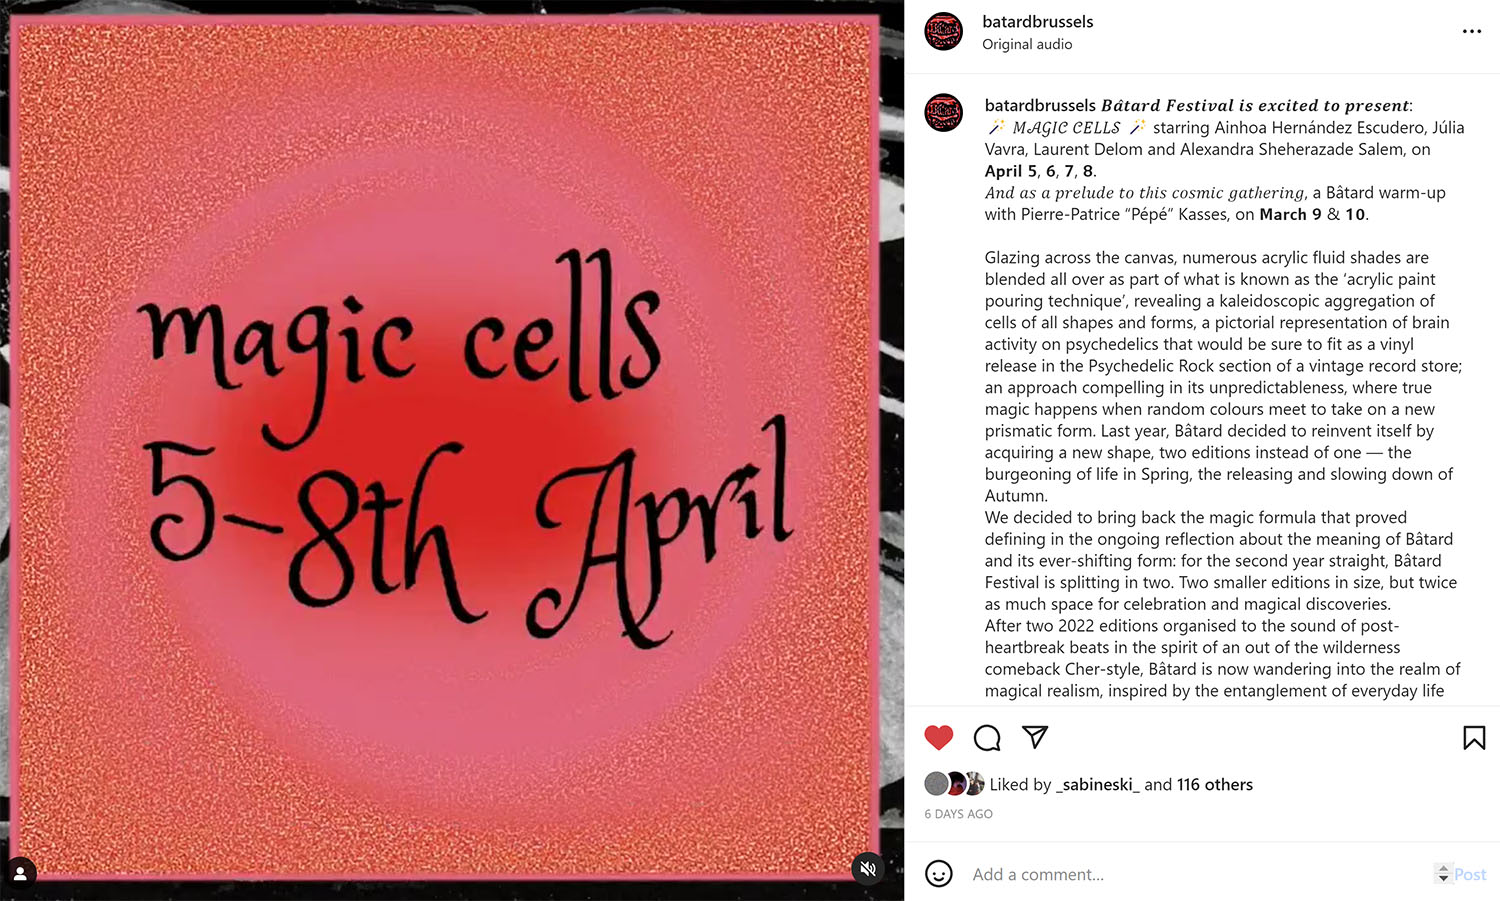 magic cells
5-8th April
batardbrussels
Original audio
batardbrussels Bâtard Festival is excited to present:
🪄 MAGIC CELLS 🪄 starring Ainhoa Hernández Escudero, Júlia
Vavra, Laurent Delom and Alexandra Sheherazade Salem, on
April 5, 6, 7, 8.
And as a prelude to this cosmic gathering, a Bâtard warm-up
with Pierre-Patrice “Pépé” Kasses, on March 9 & 10.
Glazing across the canvas, numerous acrylic fluid shades are
blended all over as part of what is known as the ‘acrylic paint
pouring technique’, revealing a kaleidoscopic aggregation of
cells of all shapes and forms, a pictorial representation of brain
activity on psychedelics that would be sure to fit as a vinyl
release in the Psychedelic Rock section of a vintage record store;
an approach compelling in its unpredictableness, where true
magic happens when random colours meet to take on a new
prismatic form. Last year, Bâtard decided to reinvent itself by
acquiring a new shape, two editions instead of one — the
burgeoning of life in Spring, the releasing and slowing down of
Autumn.
We decided to bring back the magic formula that proved
defining in the ongoing reflection about the meaning of Bâtard
and its ever-shifting form: for the second year straight, Bâtard
Festival is splitting in two. Two smaller editions in size, but twice
as much space for celebration and magical discoveries.
After two 2022 editions organised to the sound of post-
heartbreak beats in the spirit of an out of the wilderness
comeback Cher-style, Bâtard is now wandering into the realm of
magical realism, inspired by the entanglement of everyday life
Liked by _sabineski_ and 116 others
6 DAYS AGO
Add a comment...
Post